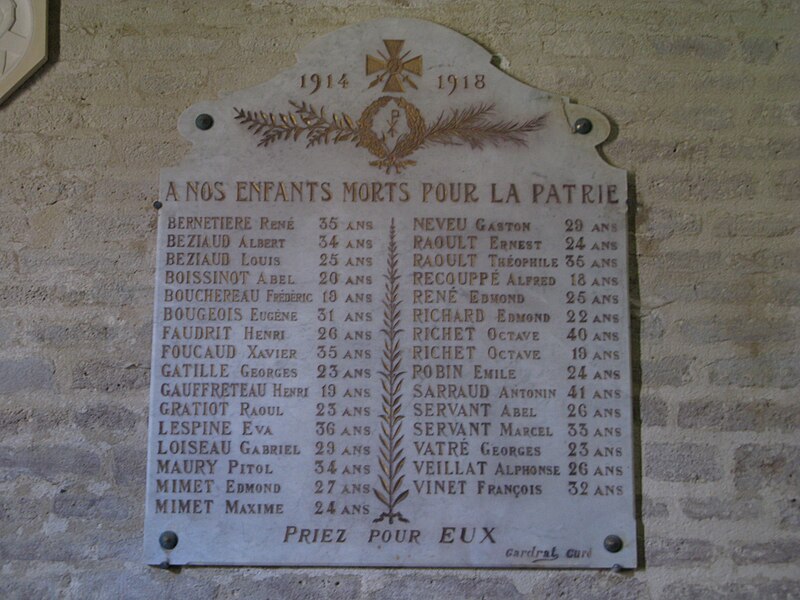 1914 1918
A NOS ENFANTS MORTS POUR LA PATRIE
BERNETIERE RENÉ 35 ANS
BEZIAUD ALBERT 34 ANS
BEZIAUD LOUIS 25 ANS
BOISSINOT ABEL 20 ANS
BOUCHEREAU FRÉDÉRIC 19 ANS
BOUGEOIS EUGÈNE 31 ANS
FAUDRIT HENRI 26 ANS
FOUCAUD XAVIER 35 ANS
GATILLE GEORGES 23 ANS
GAUFFRETEAU HENRI 19 ANS
GRATIOT RAOUL 23 ANS
LESPINE EVA 36 ANS
LOISEAU GABRIEL 29 ANS
MAURY PITOL 34 ANS
MIMET EDMOND 27 ANS
MIMET MAXIME 24 ANS
NEVEU GASTON 29 ANS
RAOULT ERNEST 24 ANS
RAOULT THÉOPHILE 36 ANS
RECOUPPÉ ALFRED 18 ANS
RENÉ EDMOND 25 ANS
RICHARD EDMOND 22 ANS
RICHET OCTAVE 40 ANS
RICHET OCTAVE 19 ANS
ROBIN EMILE 24 ANS
SARRAUD ANTONIN 41 ANS
SERVANT ABEL 26 ANS
SERVANT MARCEL 33 ANS
VATRÉ GEORGES 23 ANS
VEILLAT ALPHONSE 26 ANS
VINET FRANÇOIS 32 ANS
PRIEZ POUR EUX
Gardrat Curé